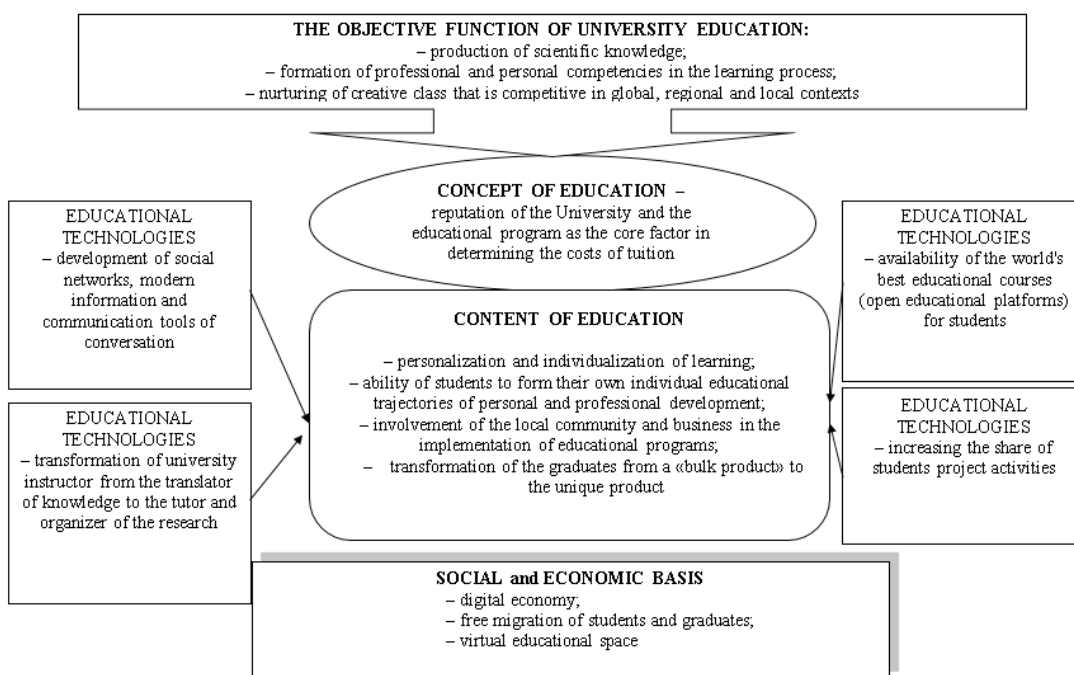 THE OBJECTIVE FUNCTION OF UNIVERSITY EDUCATION:
– production of scientific knowledge;
– formation of professional and personal competencies in the learning process;
– nurturing of creative class that is competitive in global, regional and local contexts
CONCEPT OF EDUCATION –
reputation of the University and the
educational program as the core factor in
determining the costs of tuition
EDUCATIONAL
TECHNOLOGIES
– development of social
networks, modern
information and
communication tools of
conversation
EDUCATIONAL
TECHNOLOGIES
– transformation of university
instructor from the translator
of knowledge to the tutor and
organizer of the research
CONTENT OF EDUCATION
– personalization and individualization of learning;
– ability of students to form their own individual educational
trajectories of personal and professional development;
– involvement of the local community and business in the
implementation of educational programs;
– transformation of the graduates from a «bulk product» to
the unique product
EDUCATIONAL
TECHNOLOGIES
– availability of the world's
best educational courses
(open educational platforms)
for students
EDUCATIONAL
TECHNOLOGIES
– increasing the share of
students project activities
SOCIAL and ECONOMIC BASIS
– digital economy;
– free migration of students and graduates;
– virtual educational space